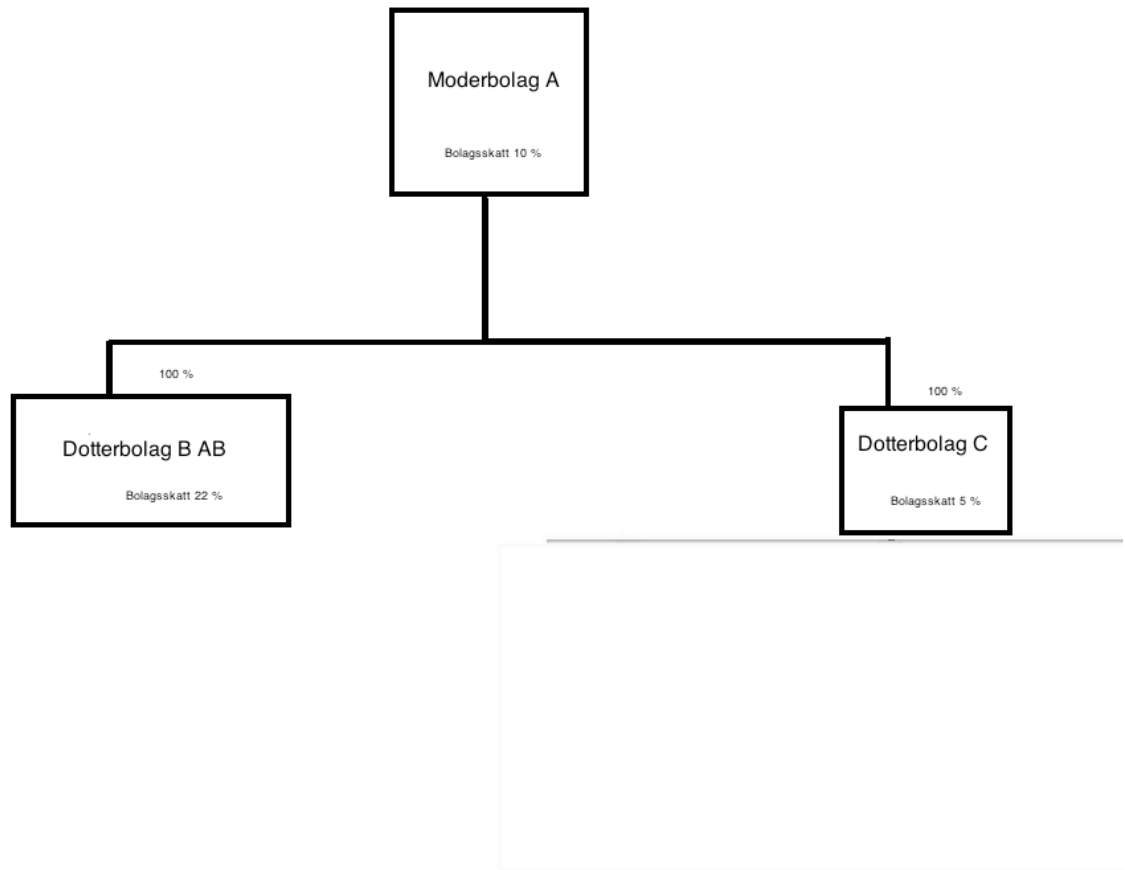 Moderbolag A
Bolagsskatt 10 %
100 %
Dotterbolag B AB
Bolagsskatt 22 %
100 %
Dotterbolag C
Bolagsskatt 5 %